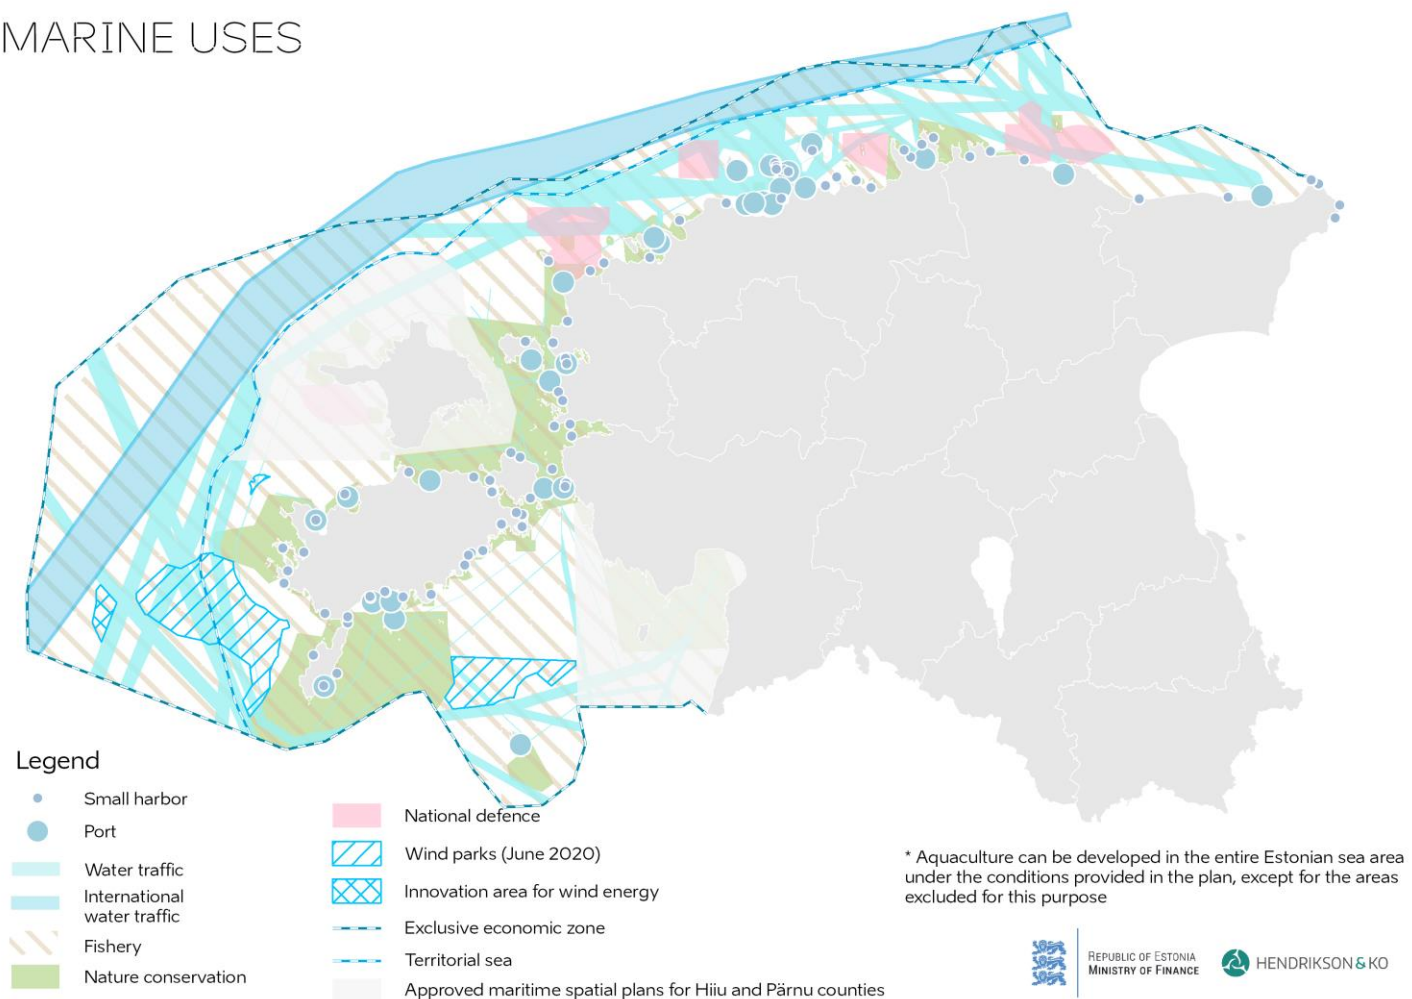 MARINE USES
Legend
Small harbor
Port
Water traffic
International
water traffic
Fishery
Nature conservation
National defence
Wind parks (June 2020)
Innovation area for wind energy
Exclusive economic zone
Territorial sea
Approved maritime spatial plans for Hiiu and Pärnu counties
* Aquaculture can be developed in the entire Estonian sea area
under the conditions provided in the plan, except for the areas
excluded for this purpose
REPUBLIC OF ESTONIA
MINISTRY OF FINANCE
HENDRIKSON & KO